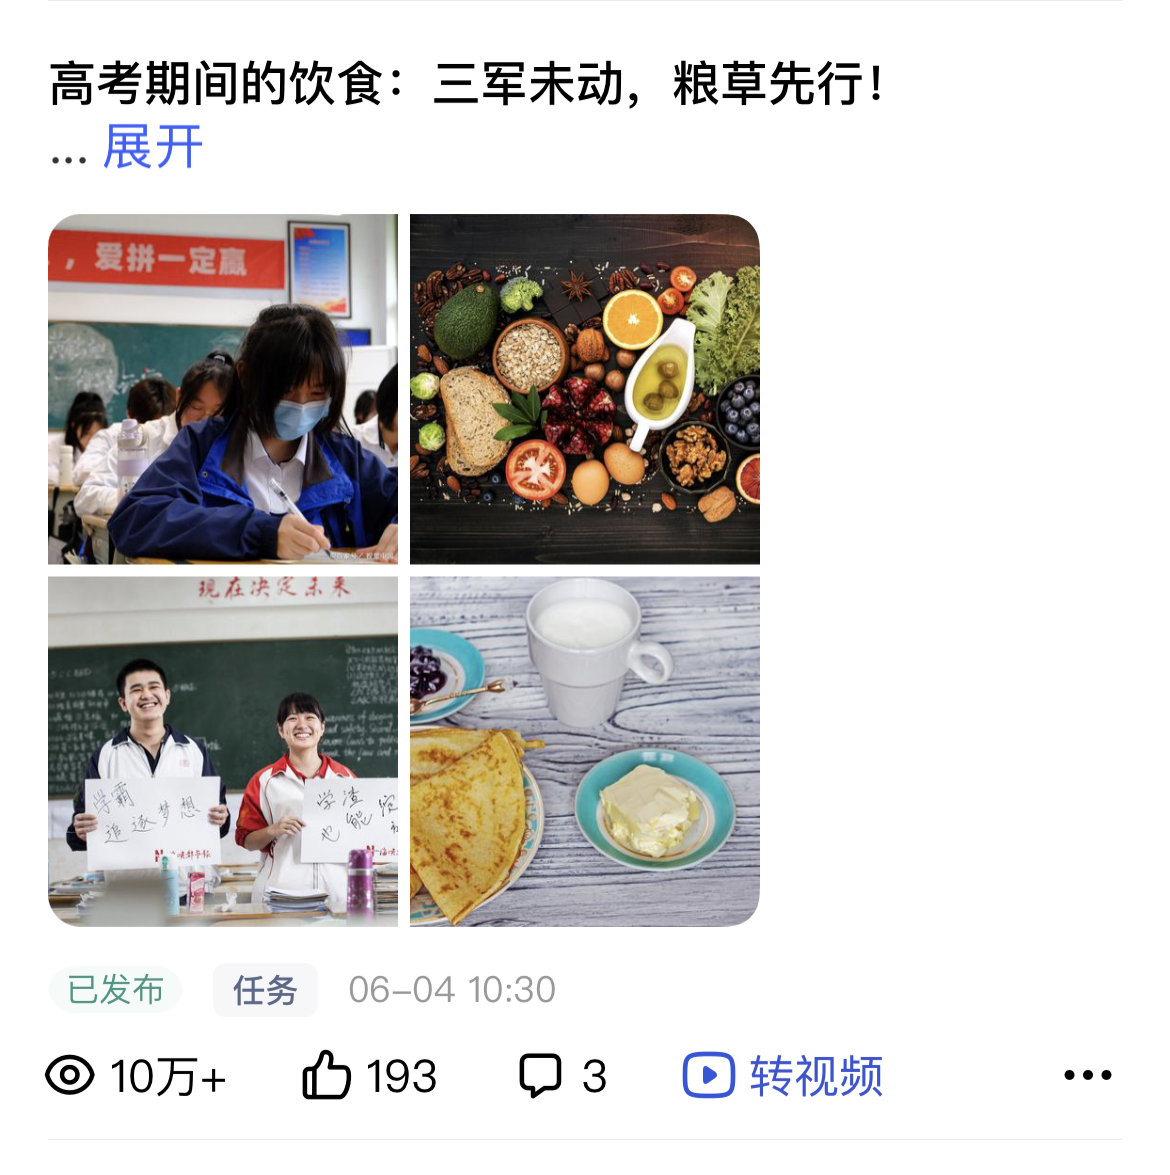 高考期间的饮食：三军未动，粮草先行！
... 展开
，爱拼一定赢
现在决定未来
学霸
追逐梦想
学渣
也能
已发布
任务
06-04 10:30
10万+
193
3
转视频